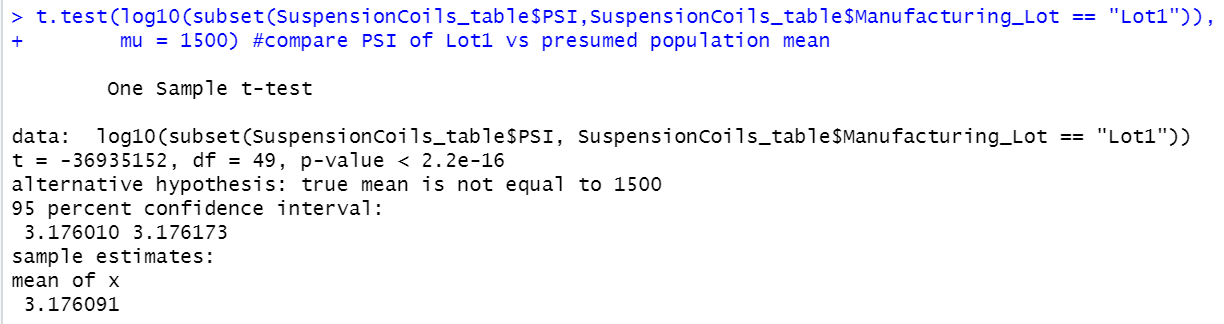 > t.test(log10(subset(SuspensionCoils_table$PSI,SuspensionCoils_table$Manufacturing_Lot == "Lot1")),
+        mu = 1500) #compare PSI of Lot1 vs presumed population mean
One Sample t-test
data:  log10(subset(SuspensionCoils_table$PSI, SuspensionCoils_table$Manufacturing_Lot == "Lot1"))
t = -36935152, df = 49, p-value < 2.2e-16
alternative hypothesis: true mean is not equal to 1500
95 percent confidence interval:
3.176010 3.176173
sample estimates:
mean of x
3.176091